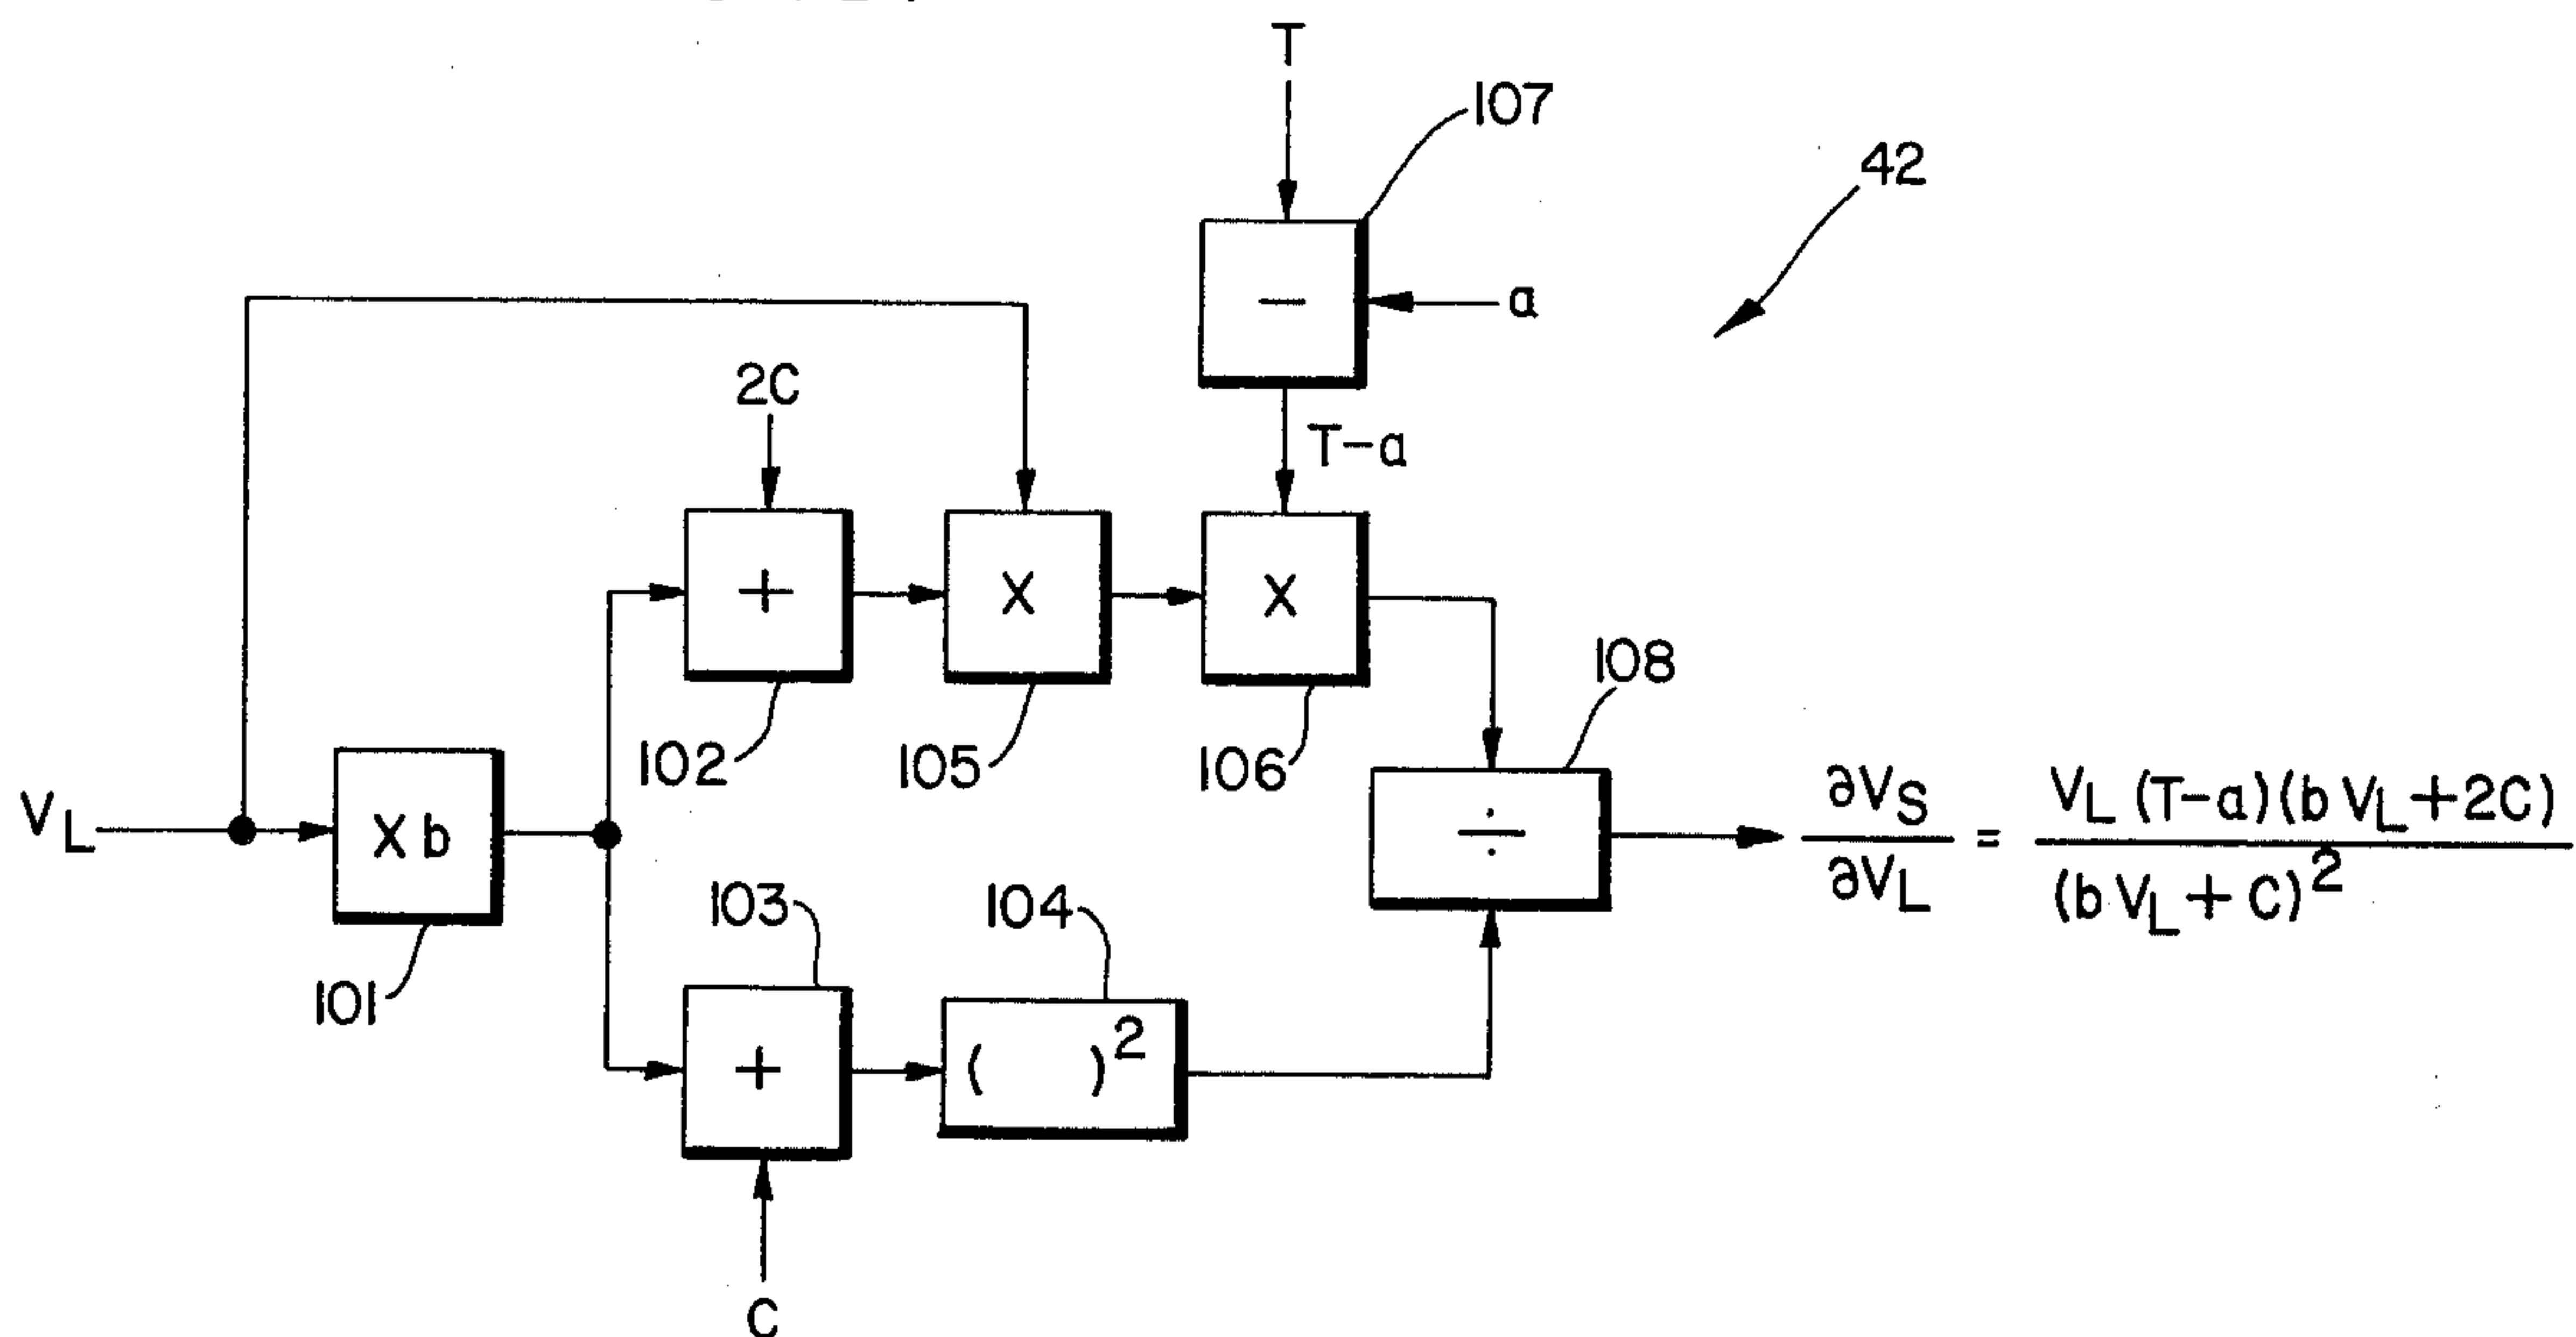 T
107
42
-
a
2C
T-a
+
X
X
108
102
105
106
V_L
X b
÷
∂V_S/∂V_L = V_L (T-a)(b V_L + 2C)/(b V_L + C)^2
103
104
101
+
( )^2
C